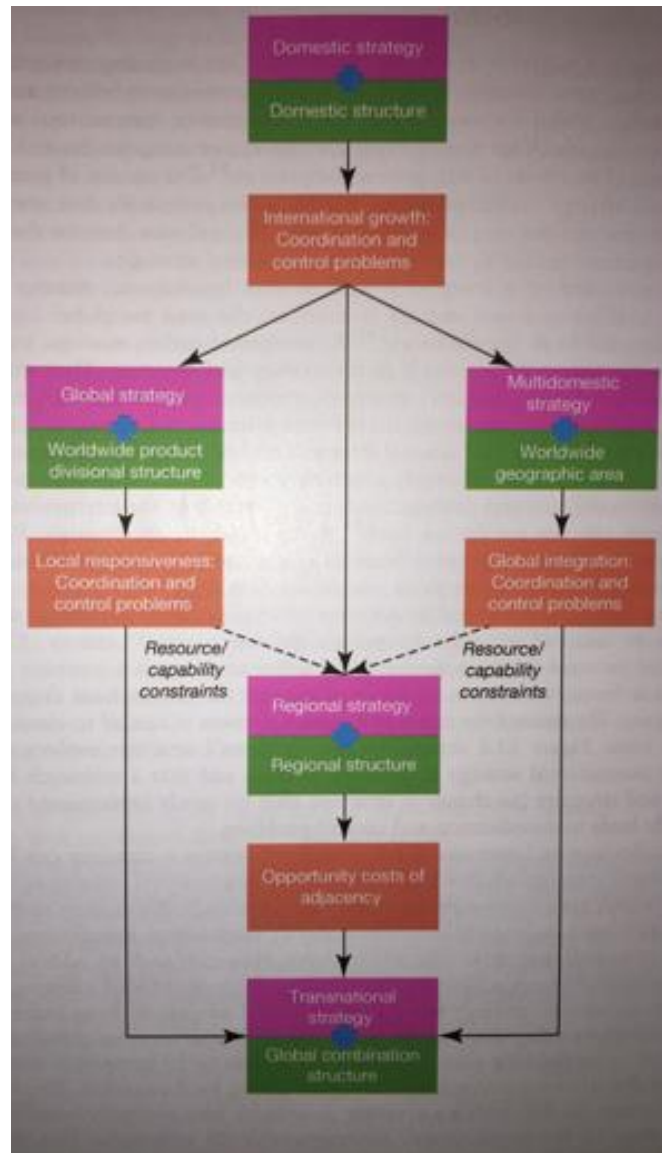 Domestic strategy
Domestic structure
International growth:
Coordination and
control problems
Global strategy
Worldwide product
divisional structure
Multidomestic
strategy
Worldwide
geographic area
Local responsiveness:
Coordination and
control problems
Global integration:
Coordination and
control problems
Resource/
capability
constraints
Resource/
capability
constraints
Regional strategy
Regional structure
Opportunity costs of
adjacency
Transnational
strategy
Global combination
structure